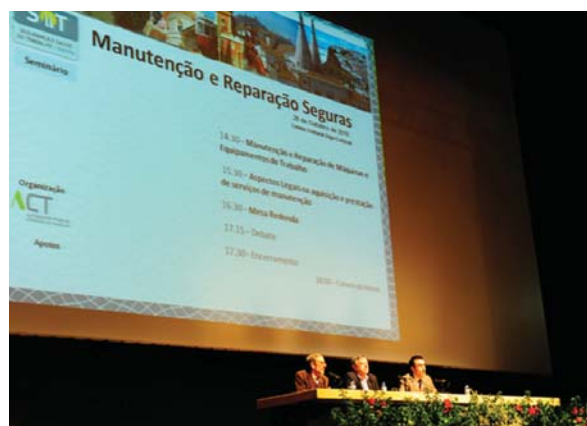 Seminário
Manutenção e Reparação Seguras
14.30 – Manutenção e Reparação de Máquinas e
Equipamentos de Trabalho
15.30 – Aspectos Legais na aquisição e prestação
de serviços de manutenção
16.30 – Mesa Redonda
17.15 – Debate
17.30 – Encerramento
Organização
ACT
Apoios